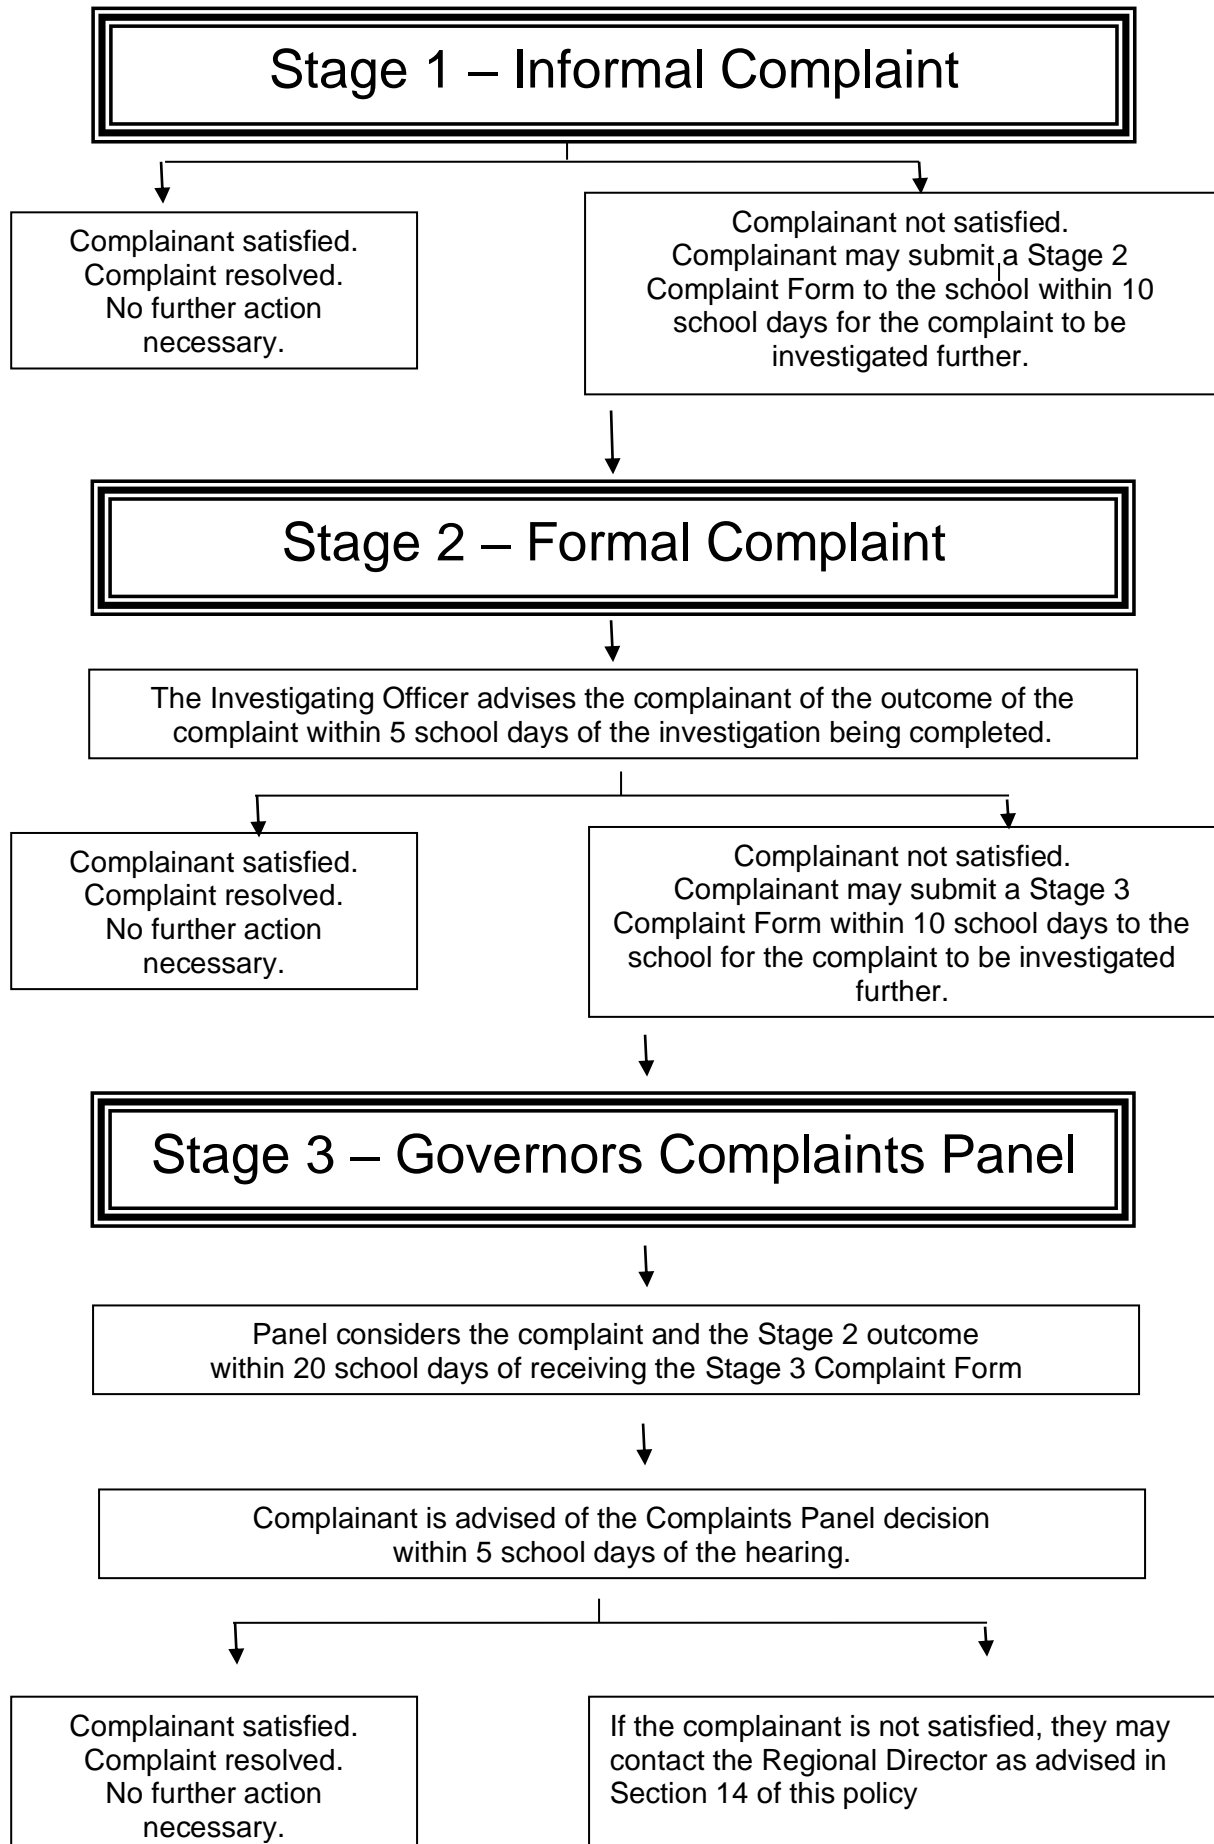 Stage 1 – Informal Complaint
Complainant satisfied.
Complaint resolved.
No further action
necessary.
Complainant not satisfied.
Complainant may submit a Stage 2
Complaint Form to the school within 10
school days for the complaint to be
investigated further.
Stage 2 – Formal Complaint
The Investigating Officer advises the complainant of the outcome of the
complaint within 5 school days of the investigation being completed.
Complainant satisfied.
Complaint resolved.
No further action
necessary.
Complainant not satisfied.
Complainant may submit a Stage 3
Complaint Form within 10 school days to the
school for the complaint to be investigated
further.
Stage 3 – Governors Complaints Panel
Panel considers the complaint and the Stage 2 outcome
within 20 school days of receiving the Stage 3 Complaint Form
Complainant is advised of the Complaints Panel decision
within 5 school days of the hearing.
Complainant satisfied.
Complaint resolved.
No further action
necessary.
If the complainant is not satisfied, they may
contact the Regional Director as advised in
Section 14 of this policy